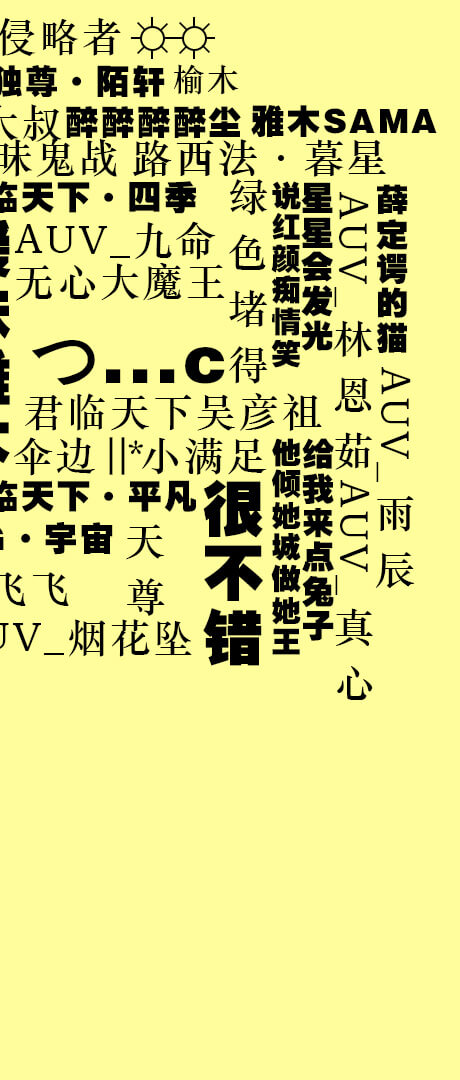 侵略者☼☼
独尊·陌轩 榆木
大叔 醉醉醉醉尘 雅木SAMA
昧鬼战 路西法·暮星
临天下·四季
AUV_九命
无心大魔王
つ...c
绿色堵得
说红颜痴情笑
星星会发光
AUV_林恩茹
薛定谔的猫
君临天下吴彦祖
伞边||*小满足
临天下·平凡
·宇宙
天尊
飞飞
UV_烟花坠
很不错
他倾她城做她王
给我来点兔子
AUV_真心
AUV_雨辰